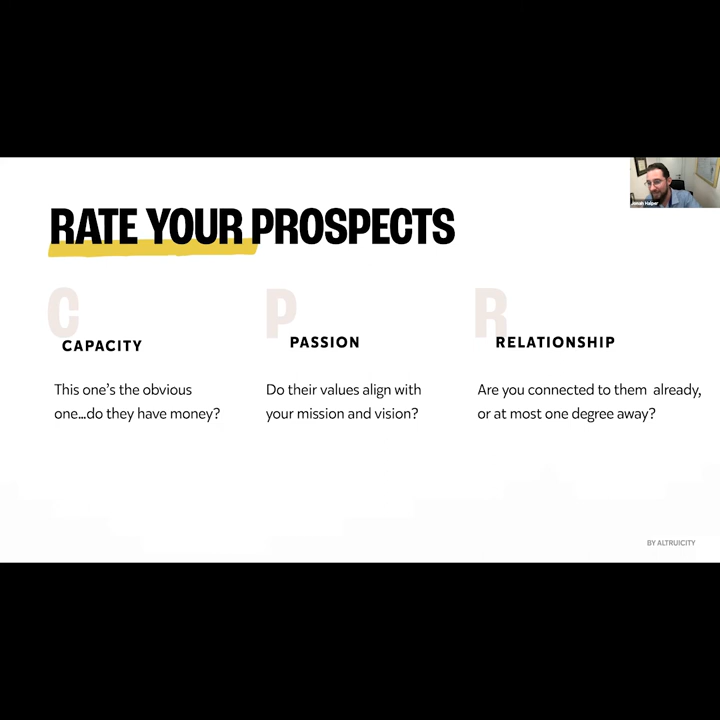 Jonah Halper
RATE YOUR PROSPECTS
C
CAPACITY
This one's the obvious
one...do they have money?
P
PASSION
Do their values align with
your mission and vision?
R
RELATIONSHIP
Are you connected to them already,
or at most one degree away?
BY ALTRUICITY